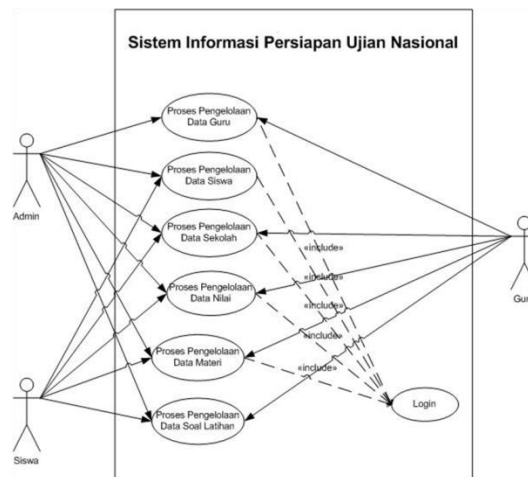 Sistem Informasi Persiapan Ujian Nasional
Proses Pengelolaan
Data Guru
Proses Pengelolaan
Data Siswa
Admin
Proses Pengelolaan
Data Sekolah
«include»
Gur
«include»
Proses Pengelolaan
Data Nilai
«include»
Proses Pengelolaan
Data Materi
«include»
Login
Proses Pengelolaan
Data Soal Latihan
Siswa